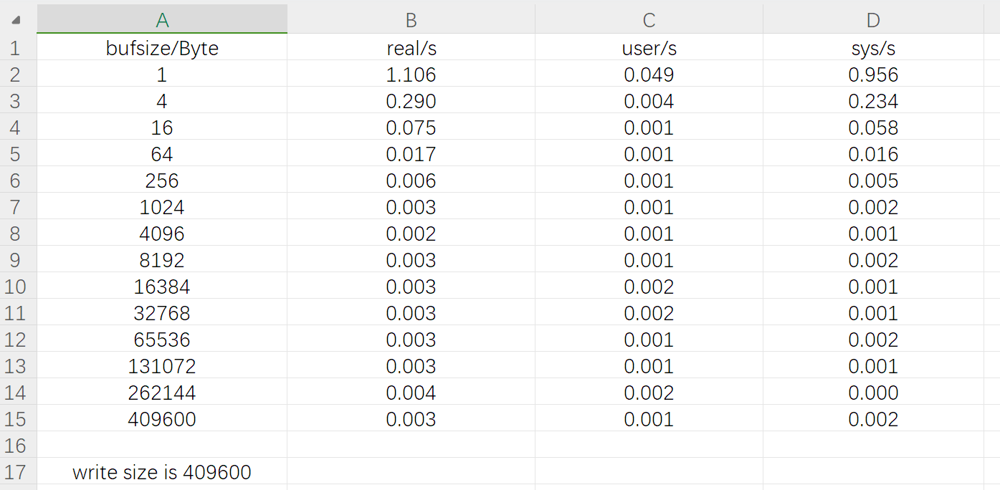 A B C D
1 bufsize/Byte real/s user/s sys/s
2 1 1.106 0.049 0.956
3 4 0.290 0.004 0.234
4 16 0.075 0.001 0.058
5 64 0.017 0.001 0.016
6 256 0.006 0.001 0.005
7 1024 0.003 0.001 0.002
8 4096 0.002 0.001 0.001
9 8192 0.003 0.001 0.002
10 16384 0.003 0.002 0.001
11 32768 0.003 0.002 0.001
12 65536 0.003 0.001 0.002
13 131072 0.003 0.001 0.001
14 262144 0.004 0.002 0.000
15 409600 0.003 0.001 0.002
16
17 write size is 409600